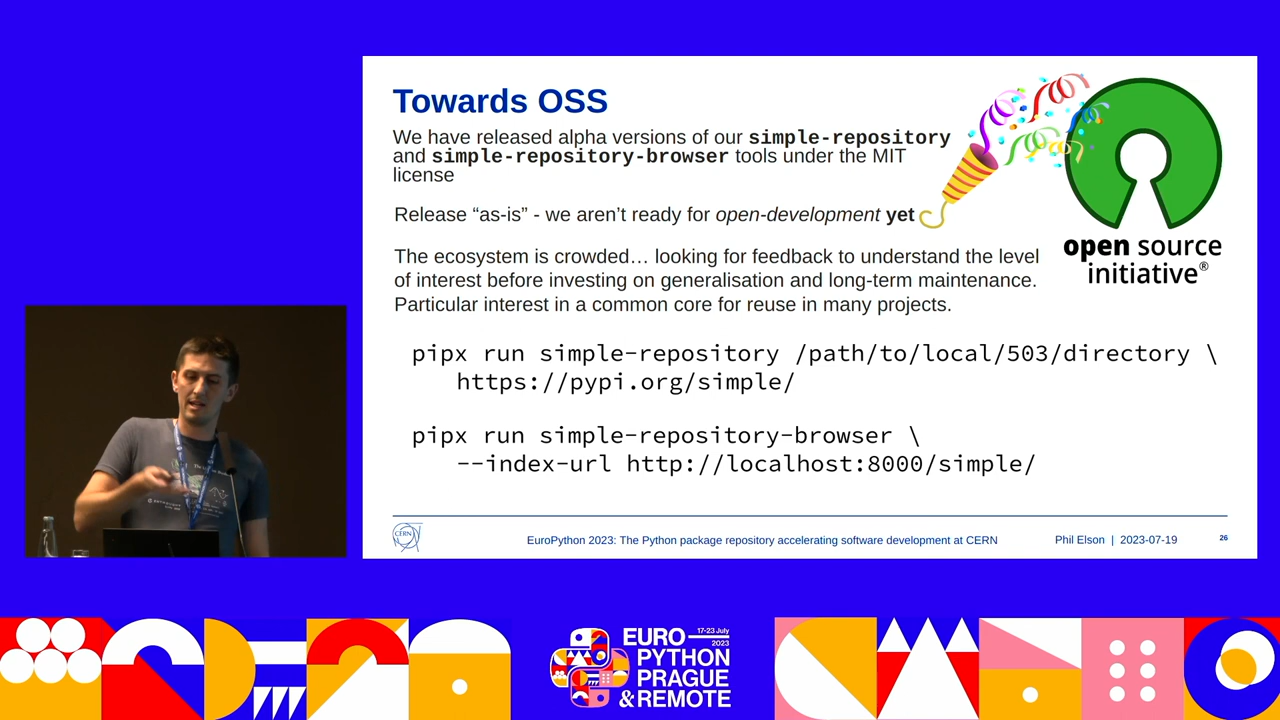 Towards OSS
We have released alpha versions of our simple-repository
and simple-repository-browser tools under the MIT
license
Release “as-is” - we aren’t ready for open-development yet
The ecosystem is crowded… looking for feedback to understand the level
of interest before investing on generalisation and long-term maintenance.
Particular interest in a common core for reuse in many projects.
open source
initiative®
pipx run simple-repository /path/to/local/503/directory \
https://pypi.org/simple/
pipx run simple-repository-browser \
--index-url http://localhost:8000/simple/
CERN
EuroPython 2023: The Python package repository accelerating software development at CERN
Phil Elson | 2023-07-19
26
EURO
17-23 July
2023
PYTHON
PRAGUE
&REMOTE